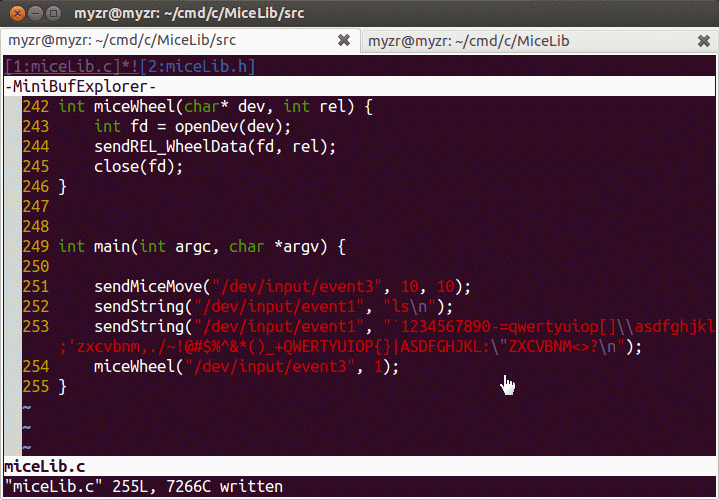 myzr@myzr: ~/cmd/c/MiceLib/src
myzr@myzr: ~/cmd/c/MiceLib/src myzr@myzr: ~/cmd/c/MiceLib
[1:miceLib.c]*![2:miceLib.h]
-MiniBufExplorer-
242 int miceWheel(char* dev, int rel) {
243     int fd = openDev(dev);
244     sendREL_WheelData(fd, rel);
245     close(fd);
246 }
247
248
249 int main(int argc, char *argv) {
250
251     sendMiceMove("/dev/input/event3", 10, 10);
252     sendString("/dev/input/event1", "ls\n");
253     sendString("/dev/input/event1", "`1234567890-=qwertyuiop[]\\asdfghjkl
;'zxcvbnm,./~!@#$%^&*()_+QWERTYUIOP{}|ASDFGHJKL:\"ZXCVBNM<>?\n");
254     miceWheel("/dev/input/event3", 1);
255 }
~
~
~
miceLib.c
"miceLib.c" 255L, 7266C written